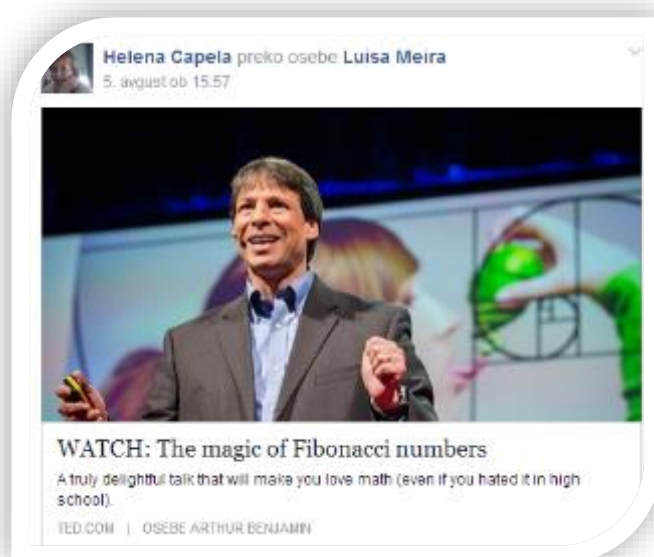 Helena Capela preko osebe Luisa Meira
5. avgust ob 15:57
WATCH: The magic of Fibonacci numbers
A truly delightful talk that will make you love math (even if you hated it in high
school).
TED.COM | OSEBE ARTHUR BENJAMIN